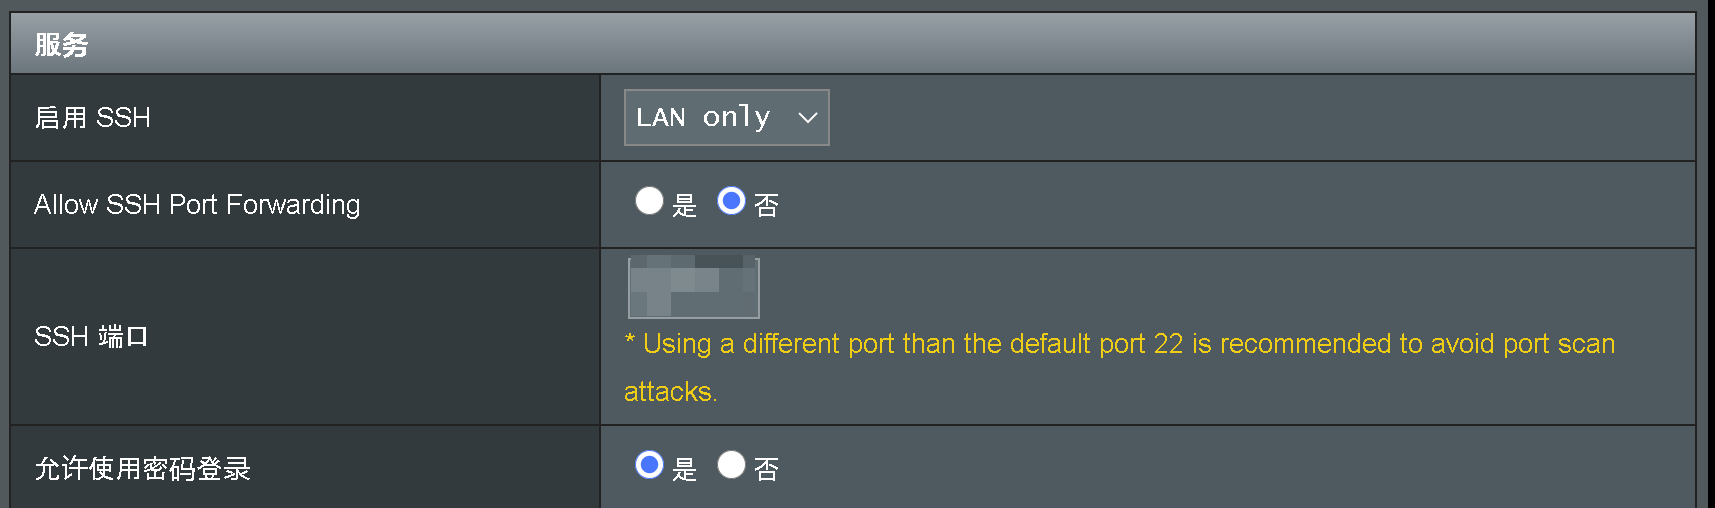 服务
启用 SSH
LAN only
Allow SSH Port Forwarding
是 否
SSH 端口
* Using a different port than the default port 22 is recommended to avoid port scan
attacks.
允许使用密码登录
是 否